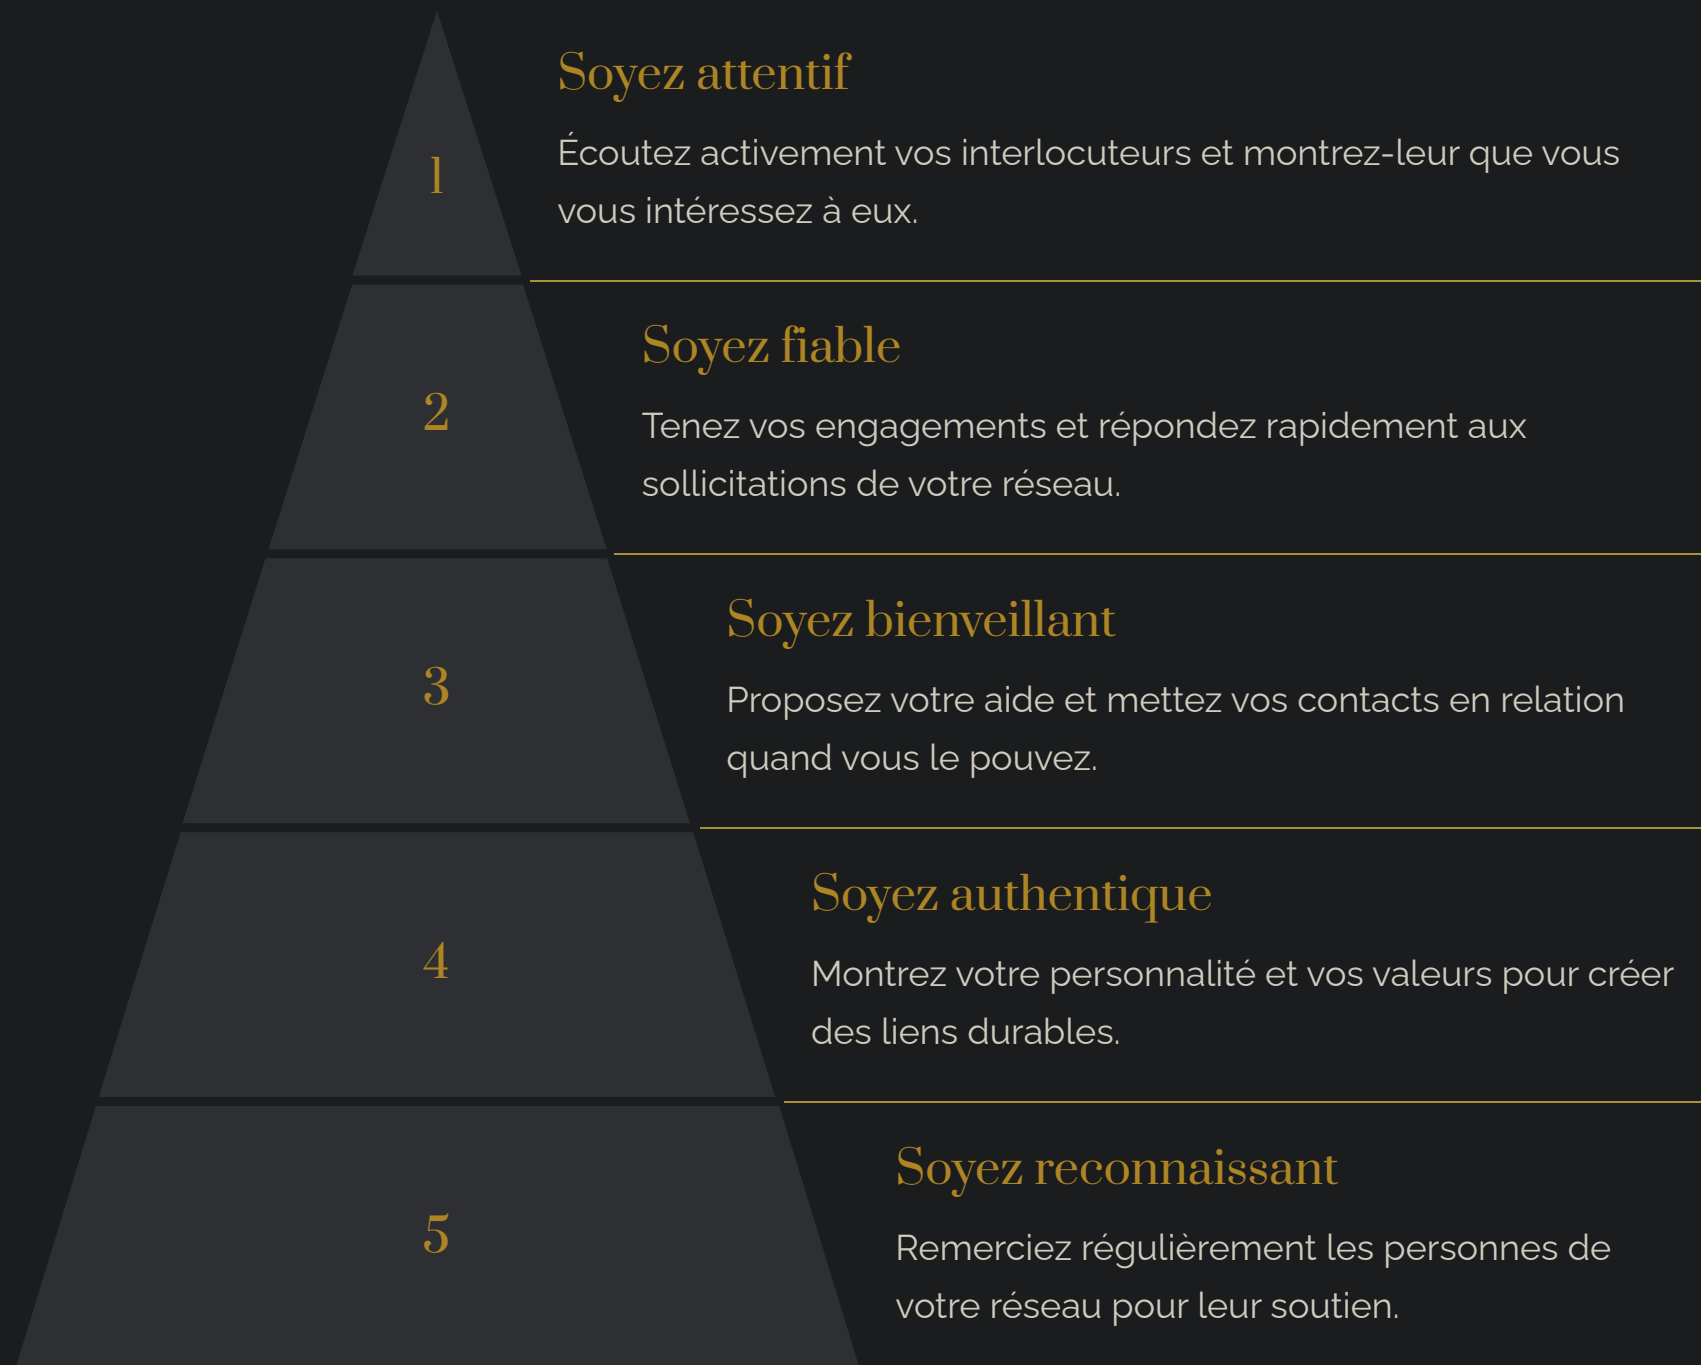 1
Soyez attentif
Écoutez activement vos interlocuteurs et montrez-leur que vous
vous intéressez à eux.
2
Soyez fiable
Tenez vos engagements et répondez rapidement aux
sollicitations de votre réseau.
3
Soyez bienveillant
Proposez votre aide et mettez vos contacts en relation
quand vous le pouvez.
4
Soyez authentique
Montrez votre personnalité et vos valeurs pour créer
des liens durables.
5
Soyez reconnaissant
Remerciez régulièrement les personnes de
votre réseau pour leur soutien.